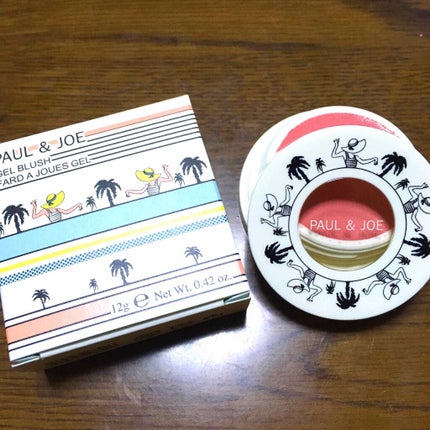 PAUL & JOE
GEL BLUSH
FARD A JOUES GEL
12g e Net Wt. 0.42 oz.
PAUL & JOE